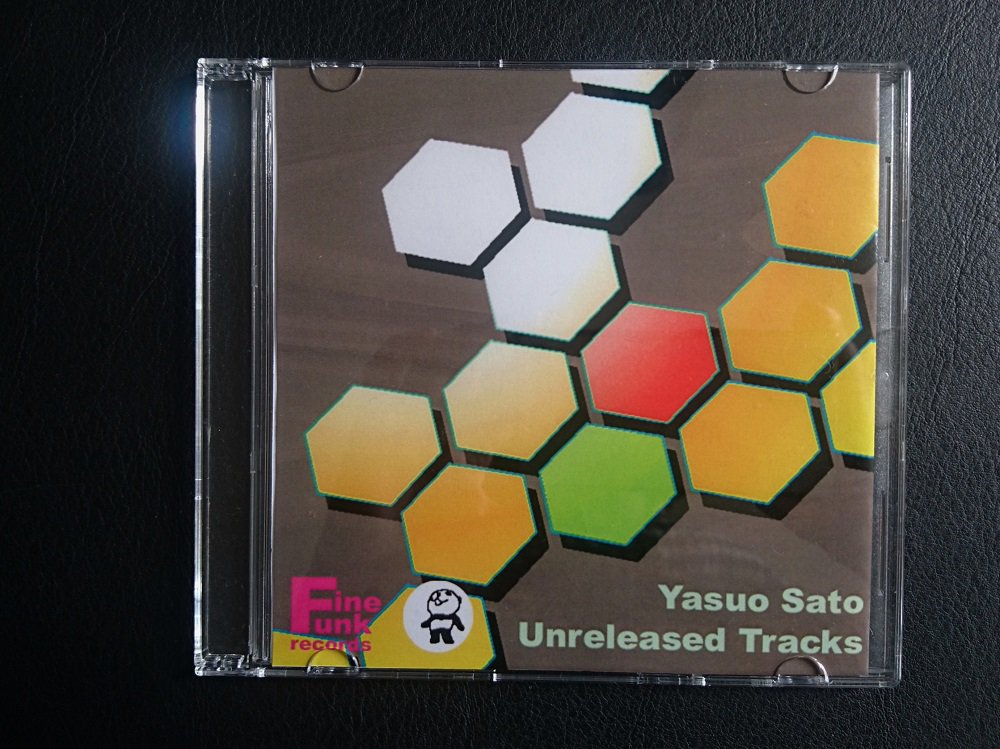 Fine
Funk
records
Yasuo Sato
Unreleased Tracks